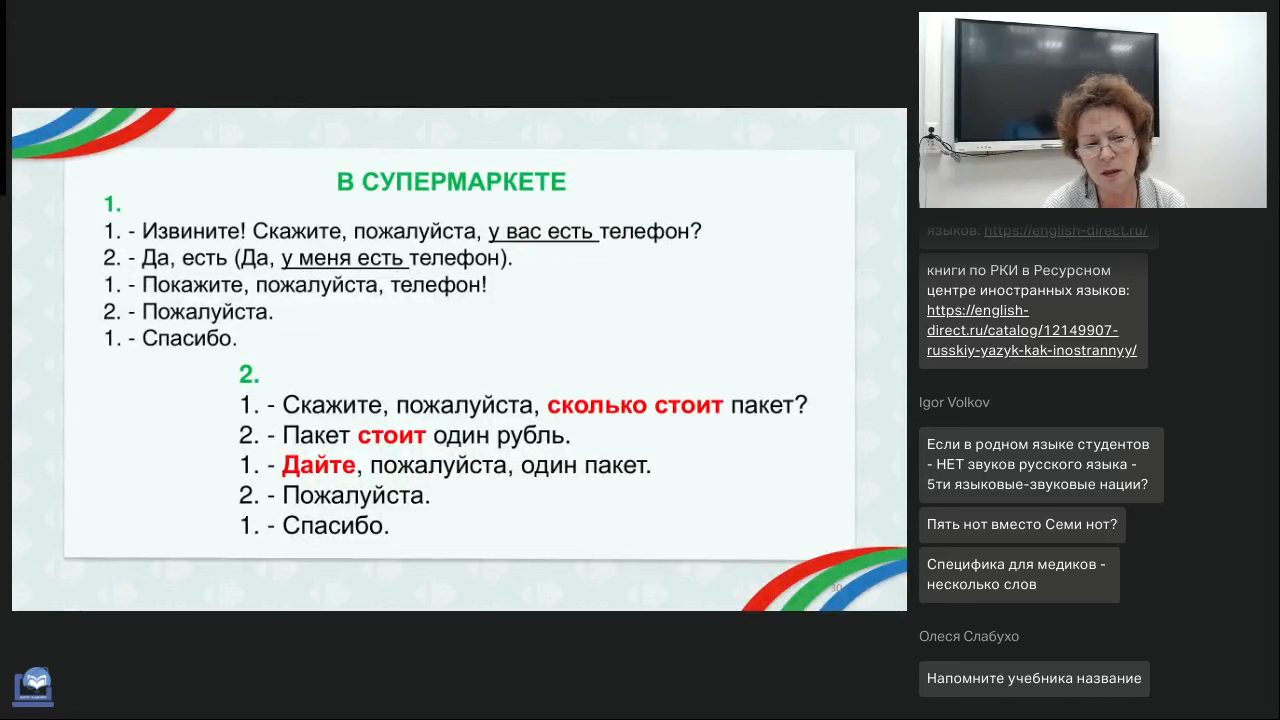 В СУПЕРМАРКЕТЕ
1.
1. - Извините! Скажите, пожалуйста, у вас есть телефон?
2. - Да, есть (Да, у меня есть телефон).
1. - Покажите, пожалуйста, телефон!
2. - Пожалуйста.
1. - Спасибо.
2.
1. - Скажите, пожалуйста, сколько стоит пакет?
2. - Пакет стоит один рубль.
1. - Дайте, пожалуйста, один пакет.
2. - Пожалуйста.
1. - Спасибо.
30
языков: https://english-direct.ru/
книги по РКИ в Ресурсном
центре иностранных языков:
https://english-
direct.ru/catalog/12149907-
russkiy-yazyk-kak-inostrannyy/
Igor Volkov
Если в родном языке студентов
- НЕТ звуков русского языка -
5ти языковые-звуковые нации?
Пять нот вместо Семи нот?
Специфика для медиков -
несколько слов
Олеся Слабухо
Напомните учебника название